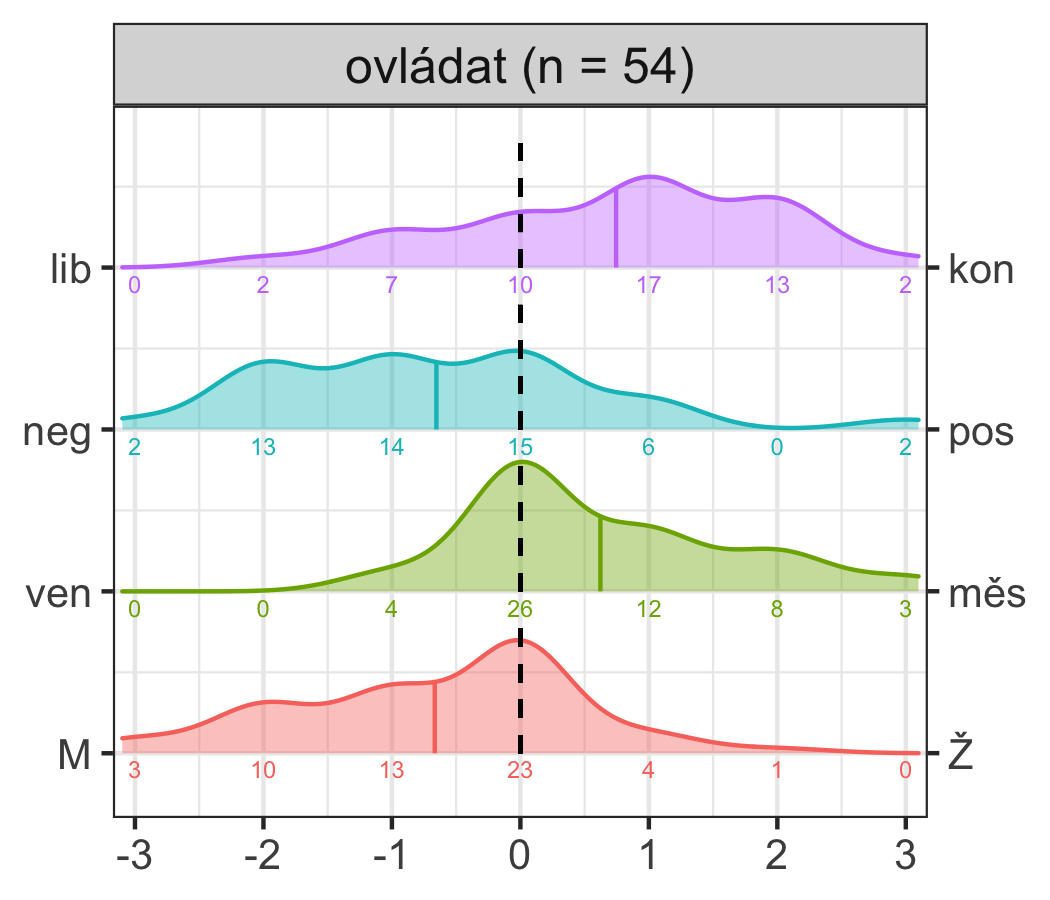 ovládat (n = 54)
lib kon
0 2 7 10 17 13 2
neg pos
2 13 14 15 6 0 2
ven měs
0 0 4 26 12 8 3
M Ž
3 10 13 23 4 1 0
-3 -2 -1 0 1 2 3